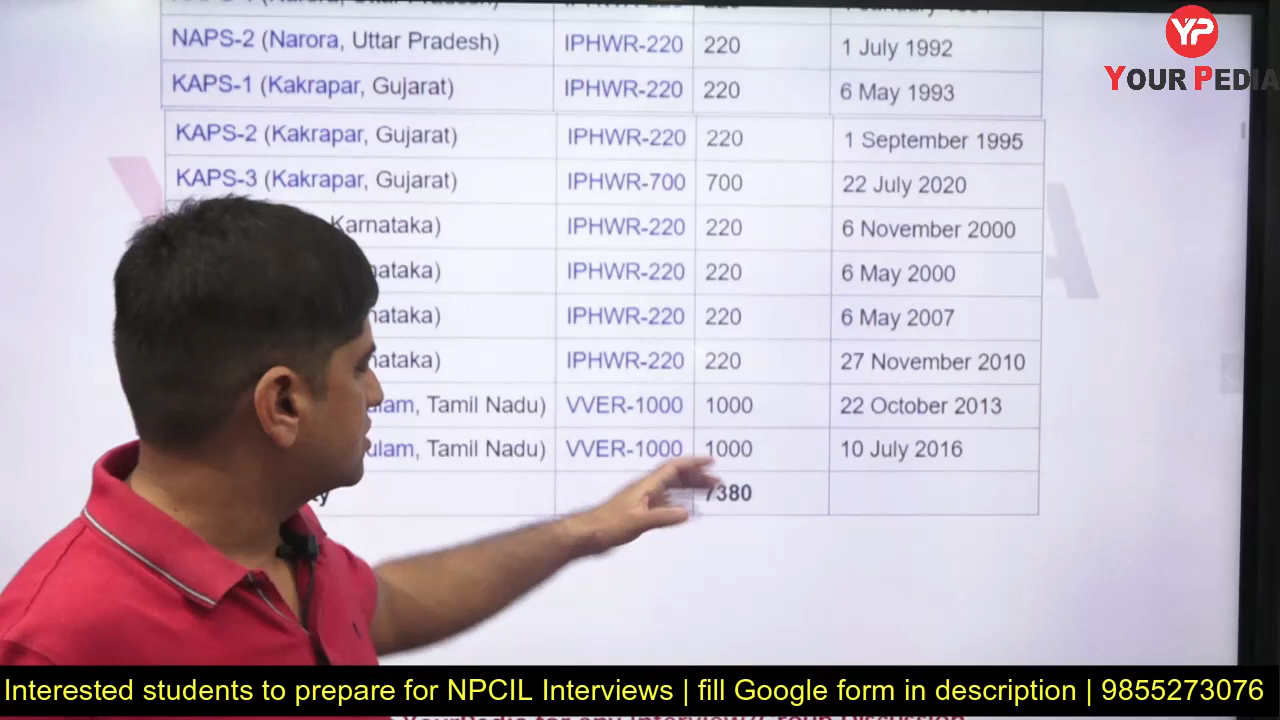 NAPS-2 (Narora, Uttar Pradesh) IPHWR-220 220 1 July 1992
KAPS-1 (Kakrapar, Gujarat) IPHWR-220 220 6 May 1993
KAPS-2 (Kakrapar, Gujarat) IPHWR-220 220 1 September 1995
KAPS-3 (Kakrapar, Gujarat) IPHWR-700 700 22 July 2020
Karnataka) IPHWR-220 220 6 November 2000
nataka) IPHWR-220 220 6 May 2000
nataka) IPHWR-220 220 6 May 2007
nataka) IPHWR-220 220 27 November 2010
ulam, Tamil Nadu) VVER-1000 1000 22 October 2013
ulam, Tamil Nadu) VVER-1000 1000 10 July 2016
7380
YP
YOUR PEDIA
Interested students to prepare for NPCIL Interviews | fill Google form in description | 9855273076